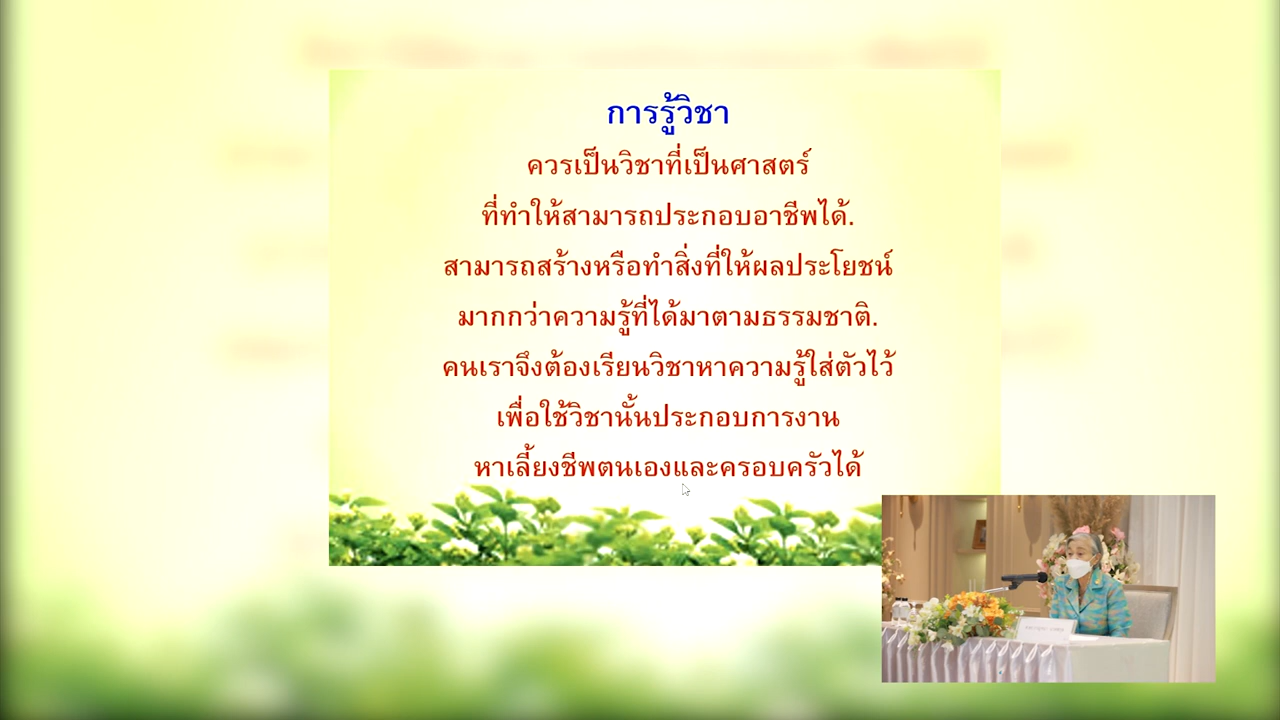 การรู้วิชา
ควรเป็นวิชาที่เป็นศาสตร์
ที่ทำให้สามารถประกอบอาชีพได้.
สามารถสร้างหรือทำสิ่งที่ให้ผลประโยชน์
มากกว่าความรู้ที่ได้มาตามธรรมชาติ.
คนเราจึงต้องเรียนวิชาหาความรู้ใส่ตัวไว้
เพื่อใช้วิชานั้นประกอบการงาน
หาเลี้ยงชีพตนเองและครอบครัวได้